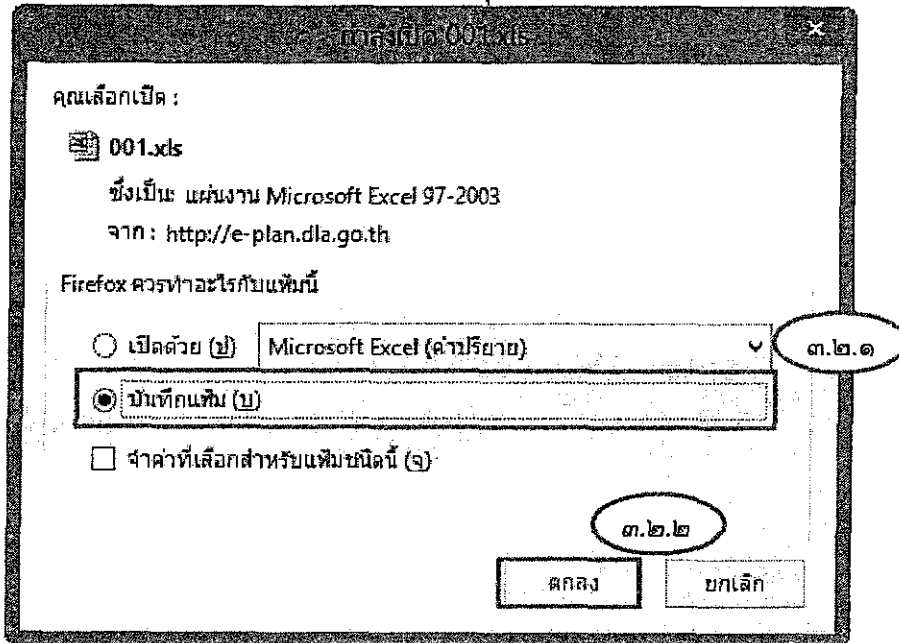 กำลังเปิด 001.xls
คุณเลือกเปิด :
001.xls
ซึ่งเป็น: แผ่นงาน Microsoft Excel 97-2003
จาก : http://e-plan.dla.go.th
Firefox ควรทำอะไรกับแฟ้มนี้
เปิดด้วย (ป) Microsoft Excel (ค่าปริยาย)
๓.๒.๑
บันทึกแฟ้ม (บ)
จำค่าที่เลือกสำหรับแฟ้มชนิดนี้ (จ)
๓.๒.๒
ตกลง ยกเลิก